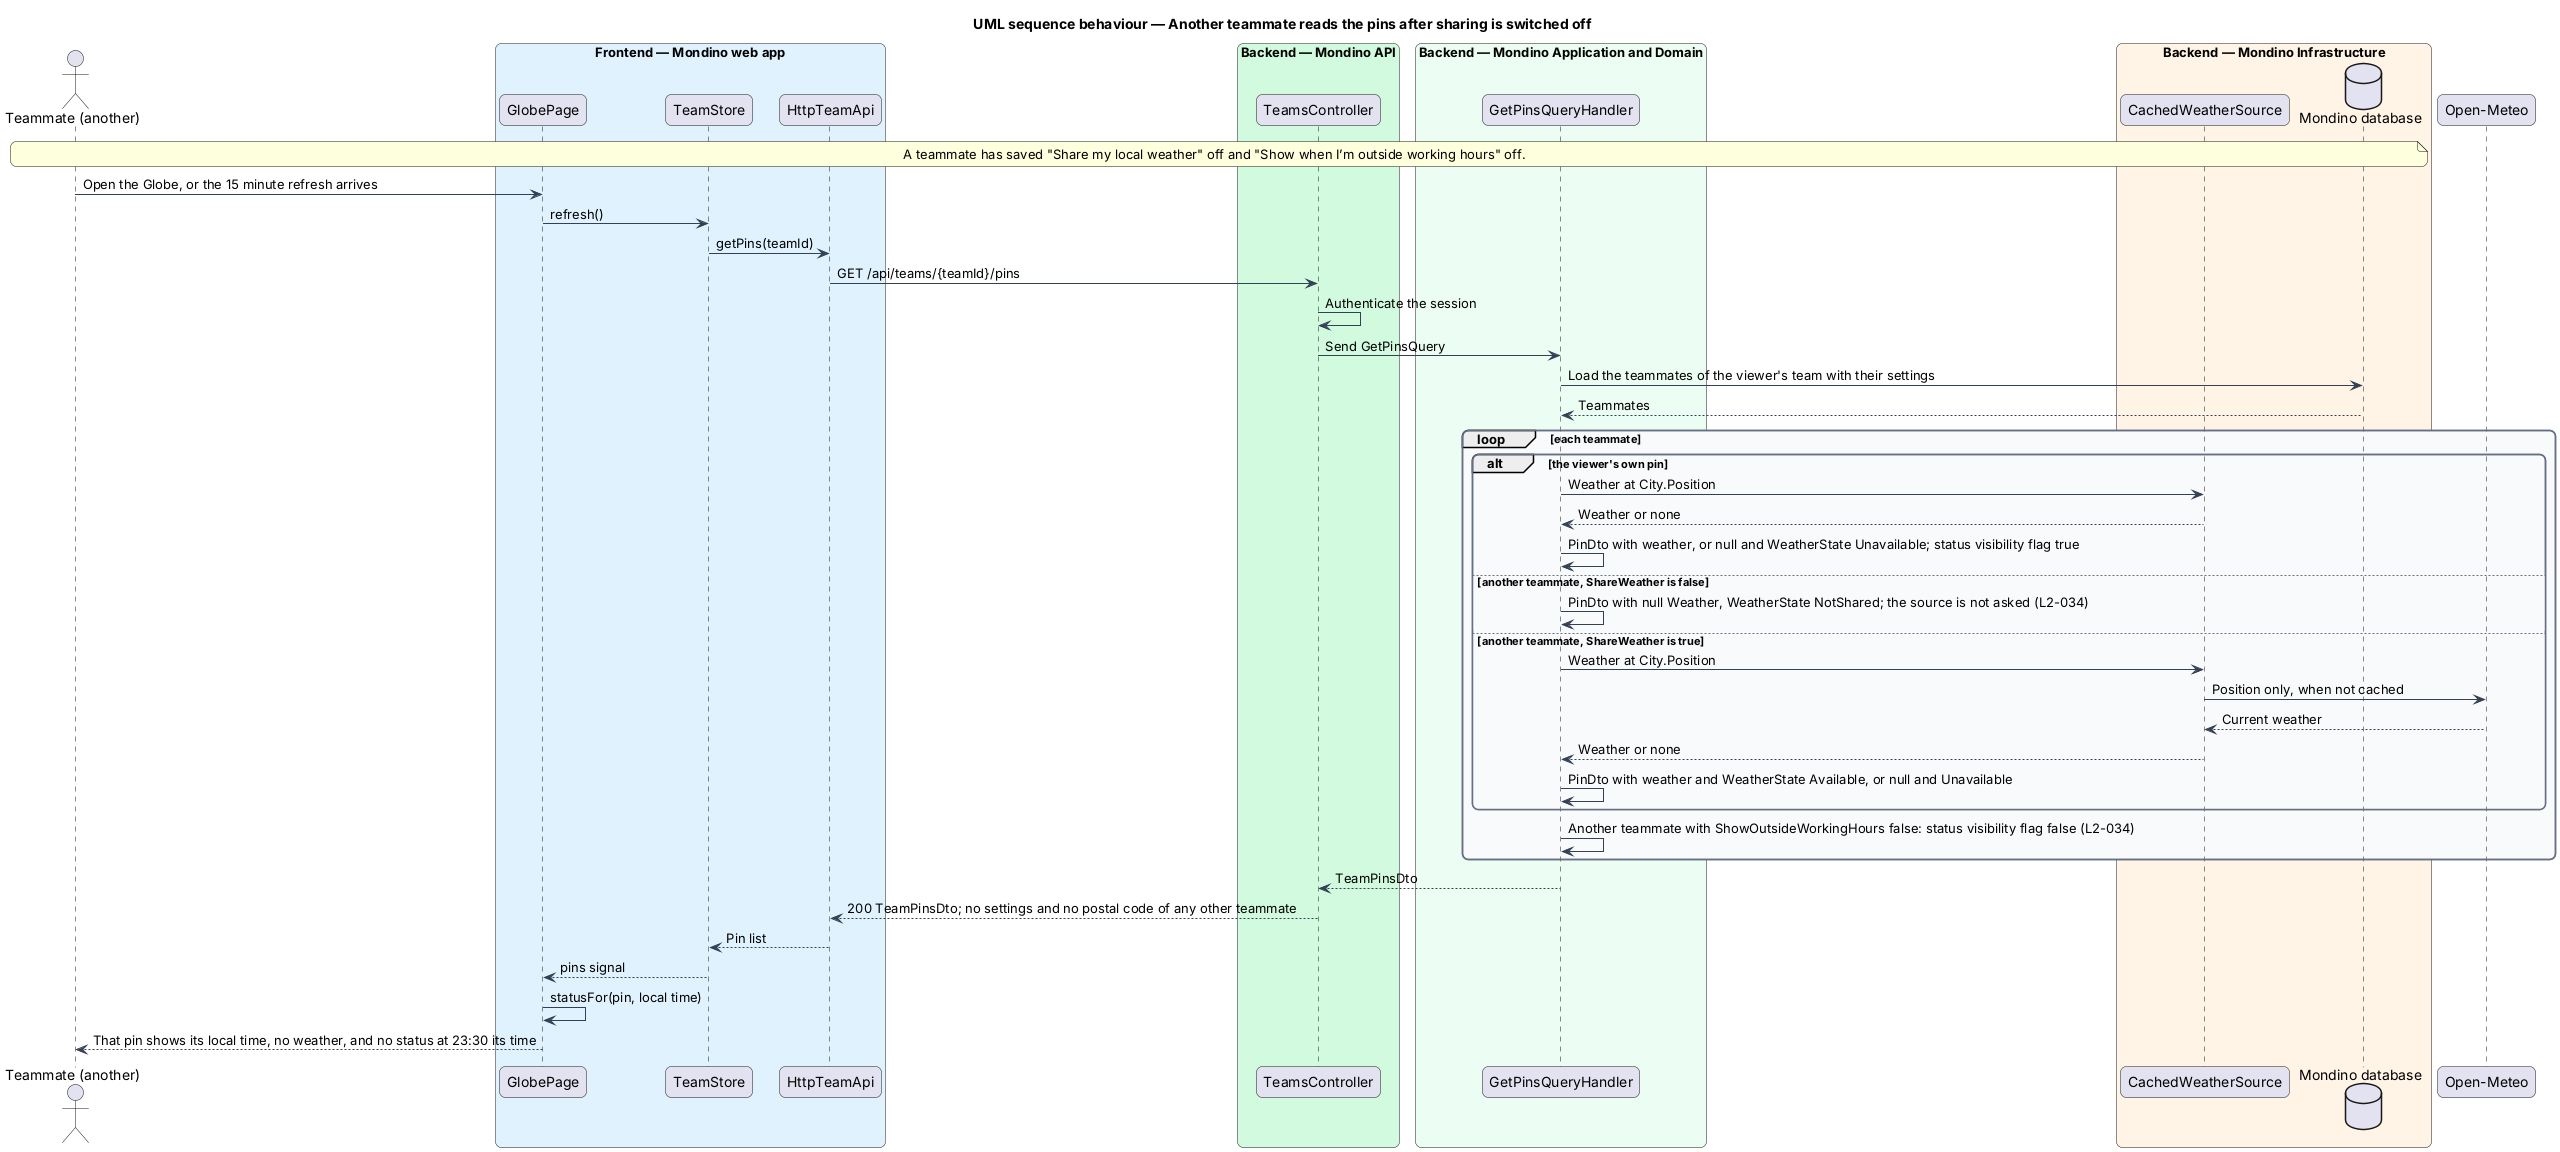 UML sequence behaviour — Another teammate reads the pins after sharing is switched off
Frontend — Mondino web app
Backend — Mondino API
Backend — Mondino Application and Domain
Backend — Mondino Infrastructure
Teammate (another)
GlobePage
TeamStore
HttpTeamApi
TeamsController
GetPinsQueryHandler
CachedWeatherSource
Mondino database
Open-Meteo
A teammate has saved "Share my local weather" off and "Show when I'm outside working hours" off.
Open the Globe, or the 15 minute refresh arrives
refresh()
getPins(teamId)
GET /api/teams/{teamId}/pins
Authenticate the session
Send GetPinsQuery
Load the teammates of the viewer's team with their settings
Teammates
loop [each teammate]
alt [the viewer's own pin]
Weather at City.Position
Weather or none
PinDto with weather, or null and WeatherState Unavailable; status visibility flag true
[another teammate, ShareWeather is false]
PinDto with null Weather, WeatherState NotShared; the source is not asked (L2-034)
[another teammate, ShareWeather is true]
Weather at City.Position
Position only, when not cached
Current weather
Weather or none
PinDto with weather and WeatherState Available, or null and Unavailable
Another teammate with ShowOutsideWorkingHours false: status visibility flag false (L2-034)
TeamPinsDto
200 TeamPinsDto; no settings and no postal code of any other teammate
Pin list
pins signal
statusFor(pin, local time)
That pin shows its local time, no weather, and no status at 23:30 its time
Teammate (another)
GlobePage
TeamStore
HttpTeamApi
TeamsController
GetPinsQueryHandler
CachedWeatherSource
Mondino database
Open-Meteo